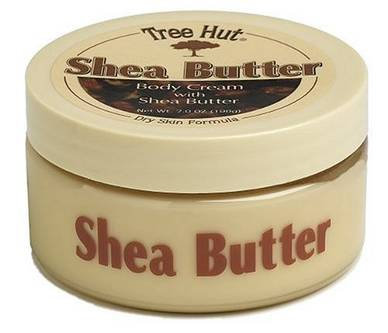 Tree Hut®
Shea Butter
Body Cream
with
Shea Butter
Net Wt. 7.0 oz (198g)
Dry Skin Formula
Shea Butter